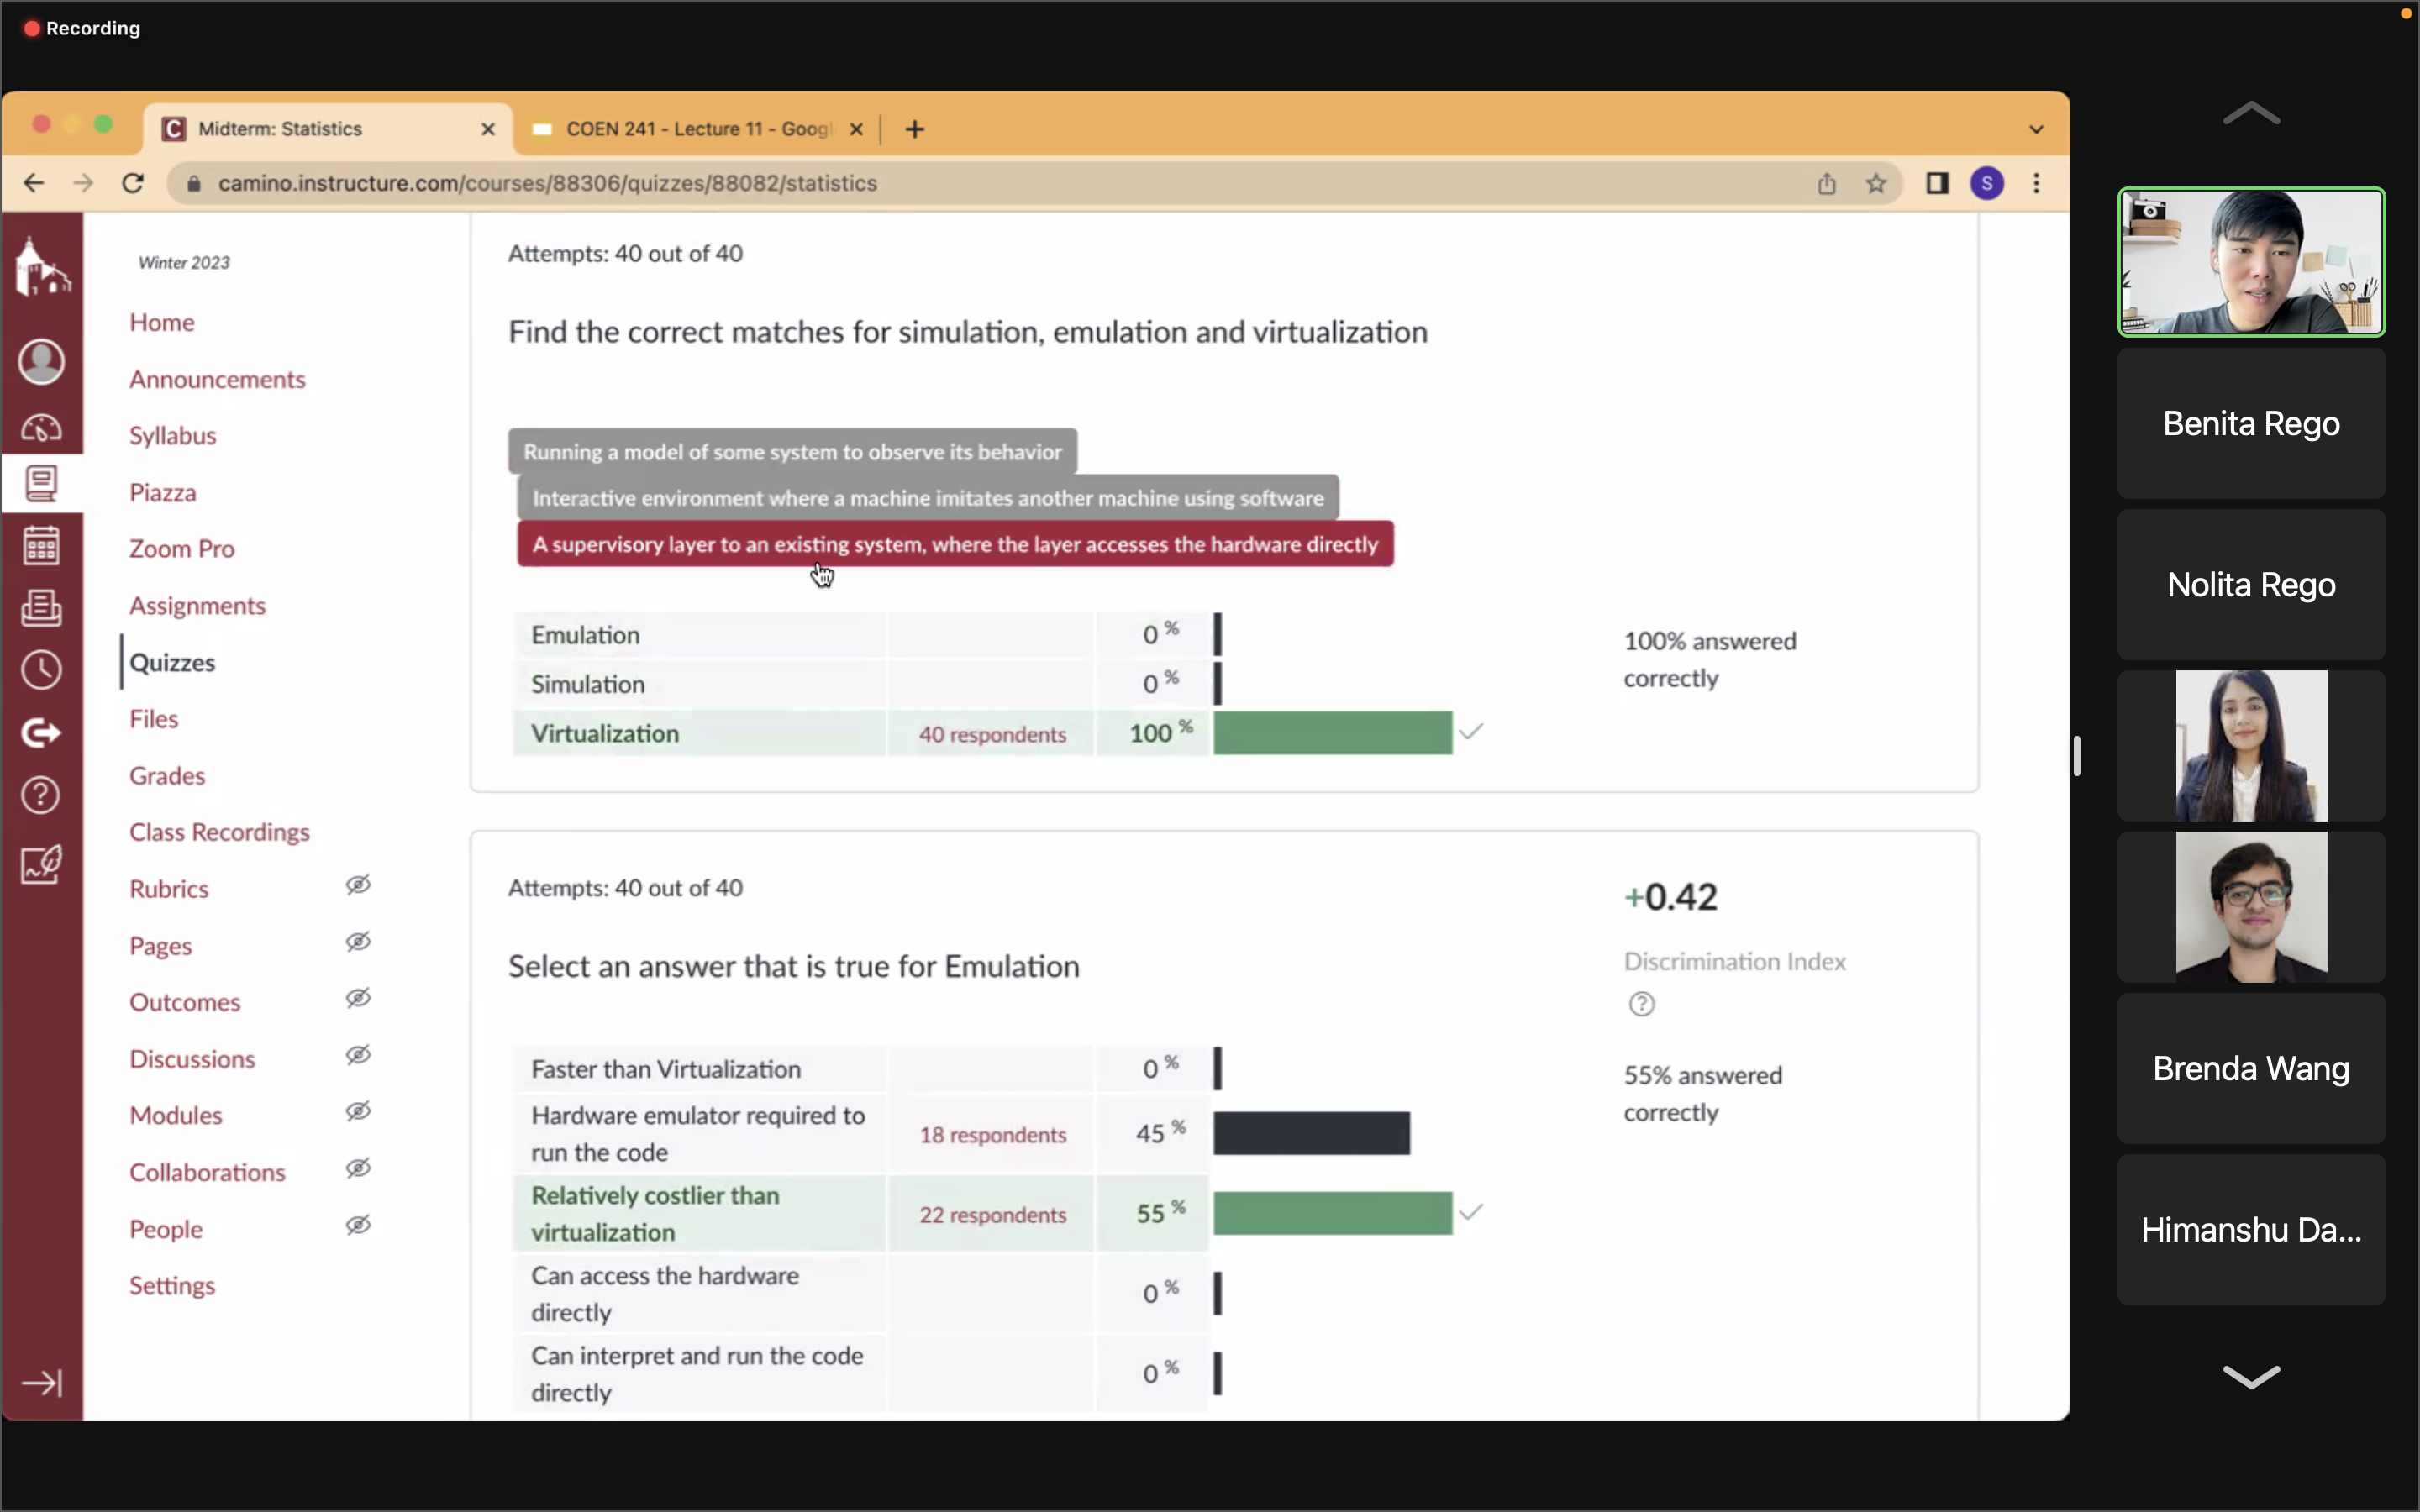 Recording
Midterm: Statistics
COEN 241 - Lecture 11 - Googl
camino.instructure.com/courses/88306/quizzes/88082/statistics
S
Winter 2023
Home
Announcements
Syllabus
Piazza
Zoom Pro
Assignments
Quizzes
Files
Grades
Class Recordings
Rubrics
Pages
Outcomes
Discussions
Modules
Collaborations
People
Settings
Attempts: 40 out of 40
Find the correct matches for simulation, emulation and virtualization
Running a model of some system to observe its behavior
Interactive environment where a machine imitates another machine using software
A supervisory layer to an existing system, where the layer accesses the hardware directly
Emulation 0 %
Simulation 0 %
Virtualization 40 respondents 100 %
100% answered
correctly
Attempts: 40 out of 40
+0.42
Discrimination Index
?
Select an answer that is true for Emulation
Faster than Virtualization 0 %
Hardware emulator required to
run the code
18 respondents 45 %
Relatively costlier than
virtualization
22 respondents 55 %
Can access the hardware
directly
0 %
Can interpret and run the code
directly
0 %
55% answered
correctly
Benita Rego
Nolita Rego
Brenda Wang
Himanshu Da...